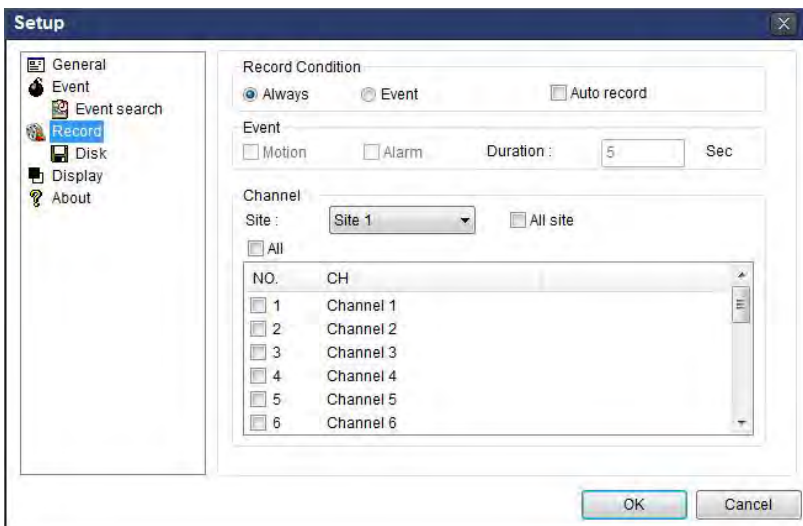 Setup
General
Event
Event search
Record
Disk
Display
About
Record Condition
Always Event Auto record
Event
Motion Alarm Duration : 5 Sec
Channel
Site : Site 1 All site
All
NO. CH
1 Channel 1
2 Channel 2
3 Channel 3
4 Channel 4
5 Channel 5
6 Channel 6
OK Cancel